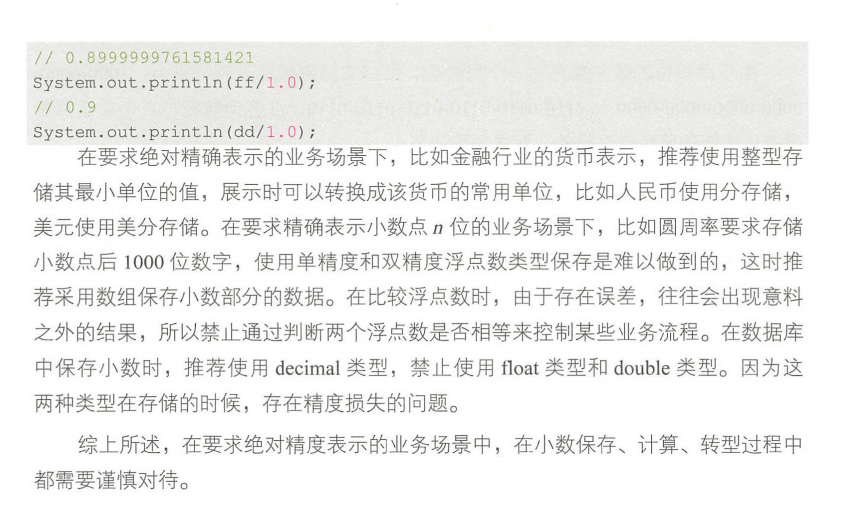 // 0.8999999761581421
System.out.println(ff/1.0);
// 0.9
System.out.println(dd/1.0);
在要求绝对精确表示的业务场景下，比如金融行业的货币表示，推荐使用整型存
储其最小单位的值，展示时可以转换成该货币的常用单位，比如人民币使用分存储，
美元使用美分存储。在要求精确表示小数点 n 位的业务场景下，比如圆周率要求存储
小数点后 1000 位数字，使用单精度和双精度浮点数类型保存是难以做到的，这时推
荐采用数组保存小数部分的数据。在比较浮点数时，由于存在误差，往往会出现意料
之外的结果，所以禁止通过判断两个浮点数是否相等来控制某些业务流程。在数据库
中保存小数时，推荐使用 decimal 类型，禁止使用 float 类型和 double 类型。因为这
两种类型在存储的时候，存在精度损失的问题。
综上所述，在要求绝对精度表示的业务场景中，在小数保存、计算、转型过程中
都需要谨慎对待。